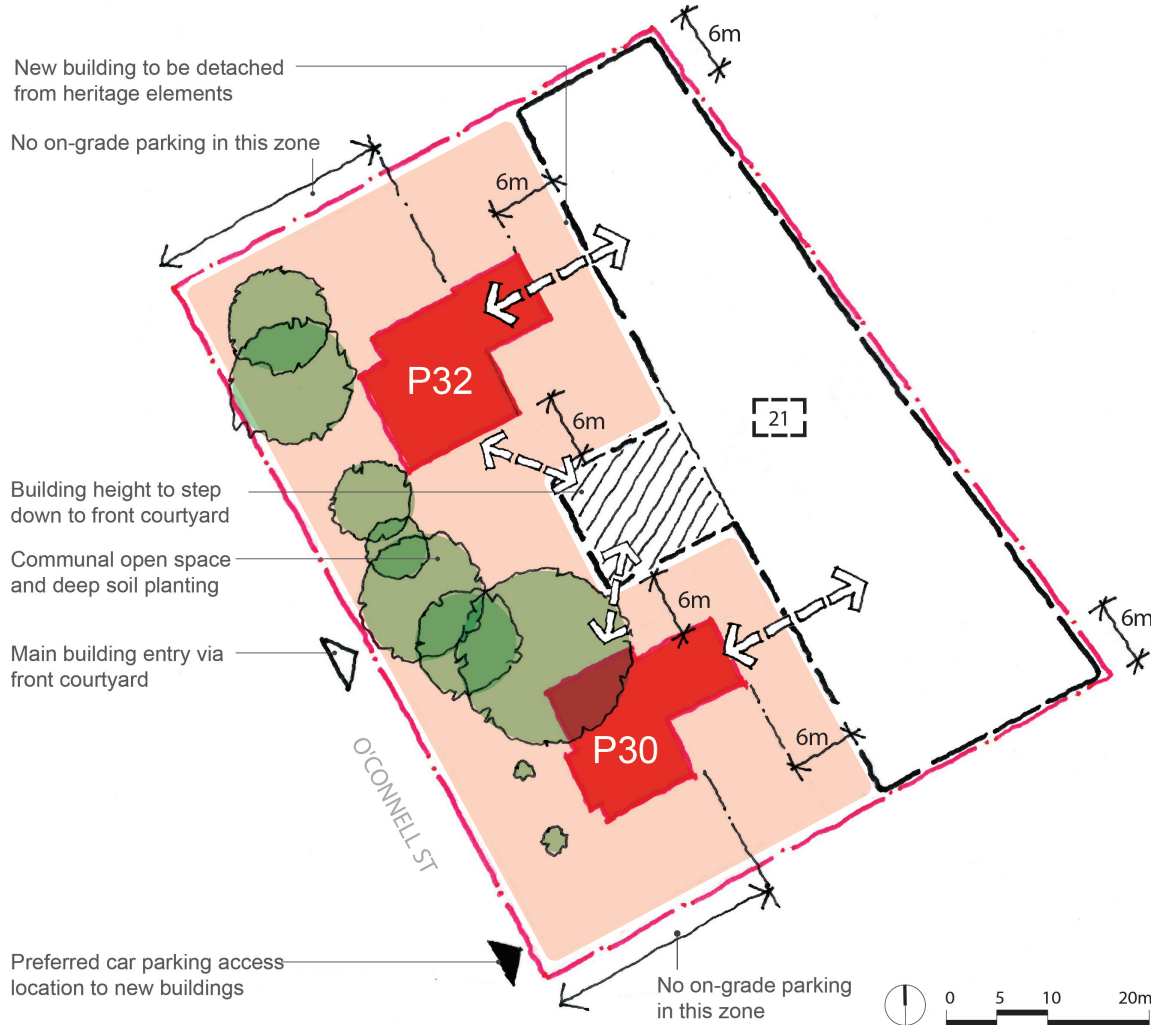 6m
New building to be detached
from heritage elements
No on-grade parking in this zone
6m
P32
6m
21
Building height to step
down to front courtyard
Communal open space
and deep soil planting
6m
6m
Main building entry via
front courtyard
P30
6m
O'CONNELL ST
Preferred car parking access
location to new buildings
No on-grade parking
in this zone
0 5 10 20m